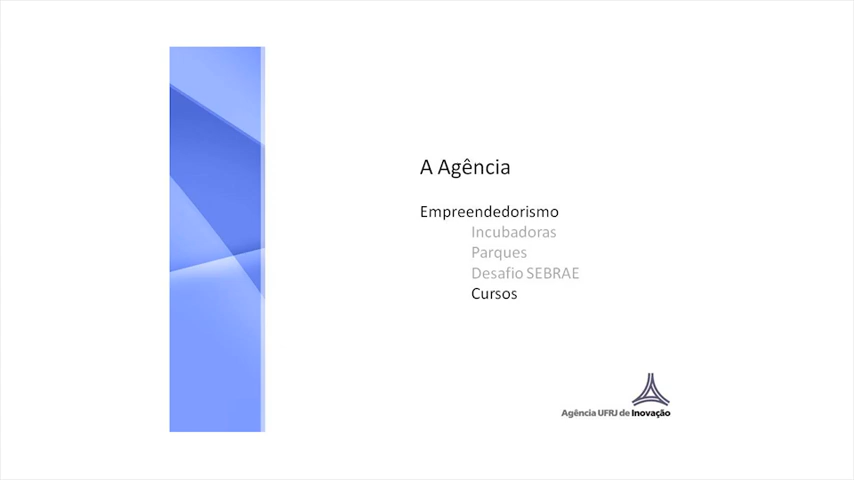 A Agência
Empreendedorismo
Incubadoras
Parques
Desafio SEBRAE
Cursos
Agência UFRJ de Inovação